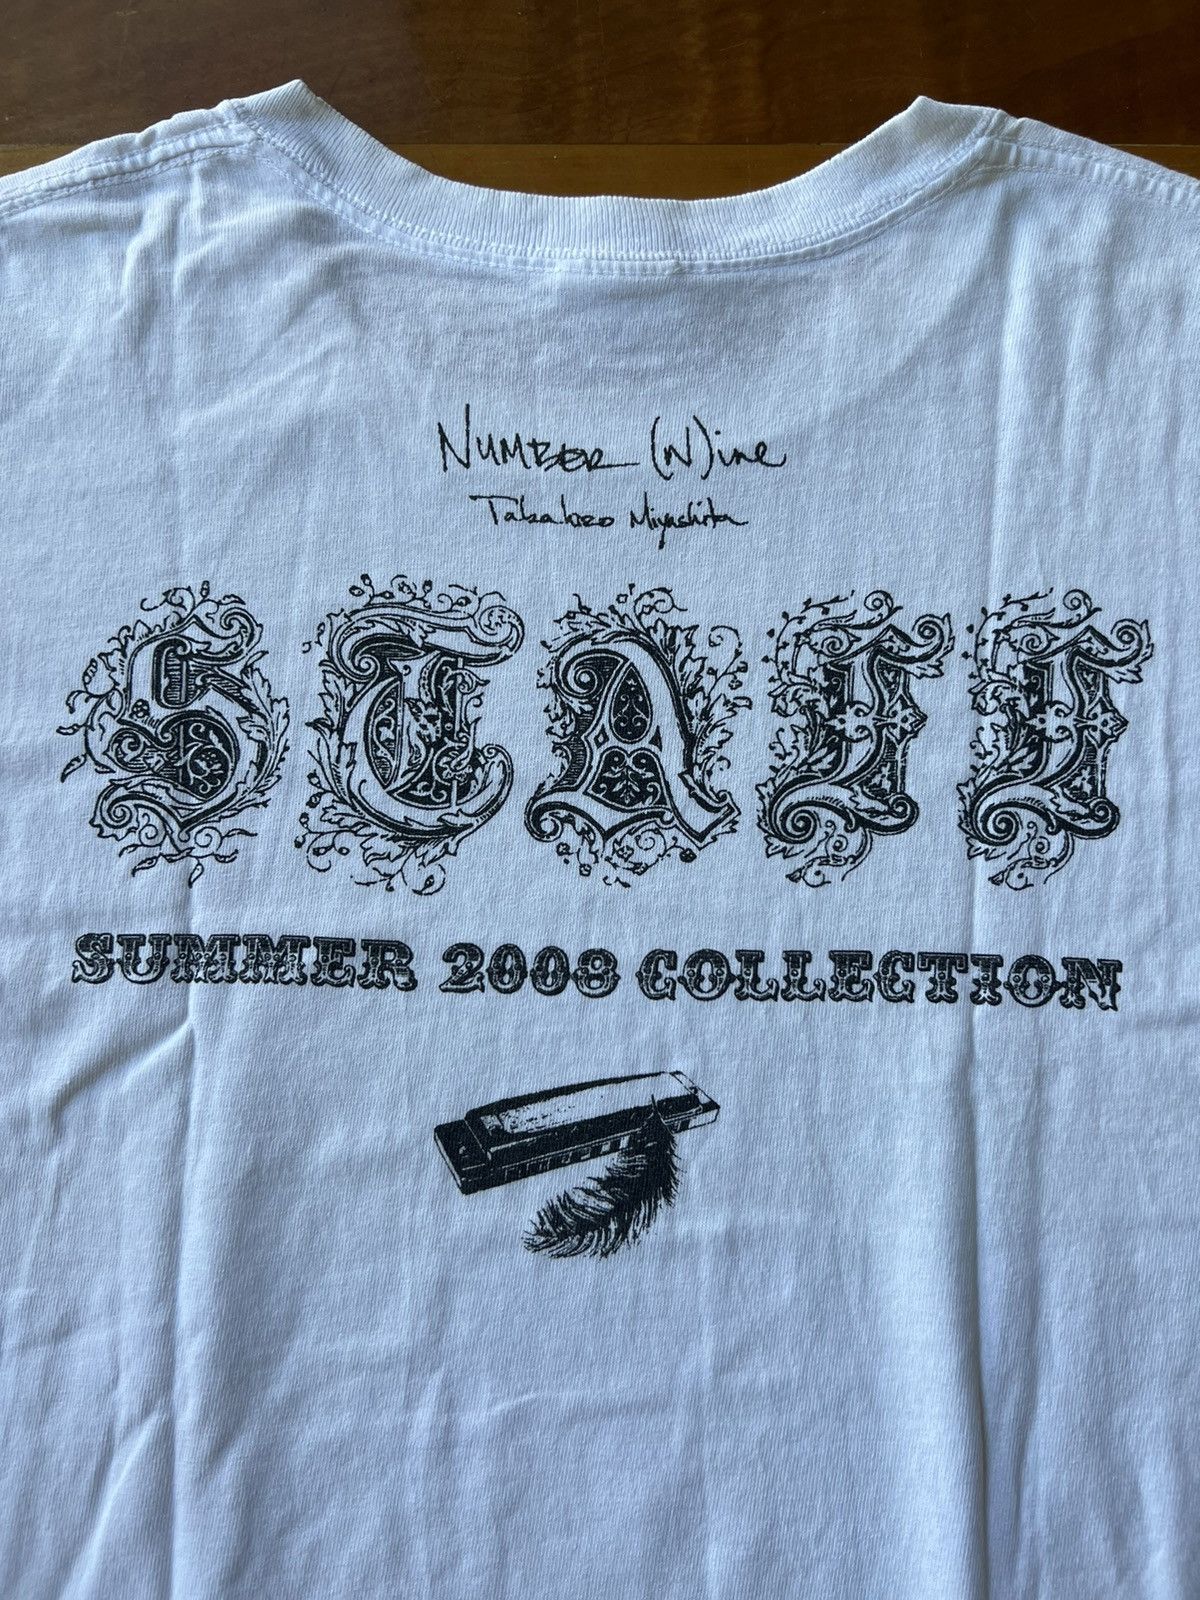 NUMBER (N)ine
Takahiro Miyashita
STAFF
SUMMER 2008 COLLECTION